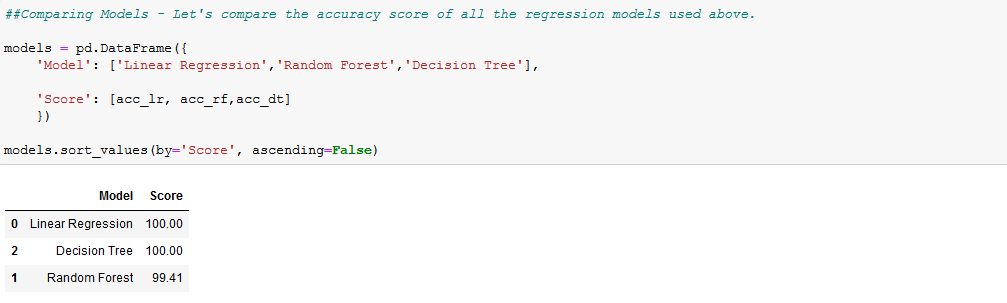 ##Comparing Models - Let's compare the accuracy score of all the regression models used above.
models = pd.DataFrame({
'Model': ['Linear Regression','Random Forest','Decision Tree'],
'Score': [acc_lr, acc_rf,acc_dt]
})
models.sort_values(by='Score', ascending=False)
Model Score
0 Linear Regression 100.00
2 Decision Tree 100.00
1 Random Forest 99.41